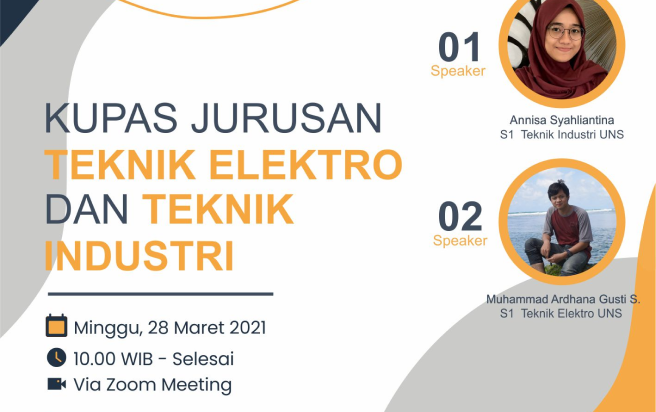 KUPAS JURUSAN
TEKNIK ELEKTRO
DAN TEKNIK
INDUSTRI
Minggu, 28 Maret 2021
10.00 WIB - Selesai
Via Zoom Meeting
01
Speaker
Annisa Syahliantina
S1 Teknik Industri UNS
02
Speaker
Muhammad Ardhana Gusti S.
S1 Teknik Elektro UNS